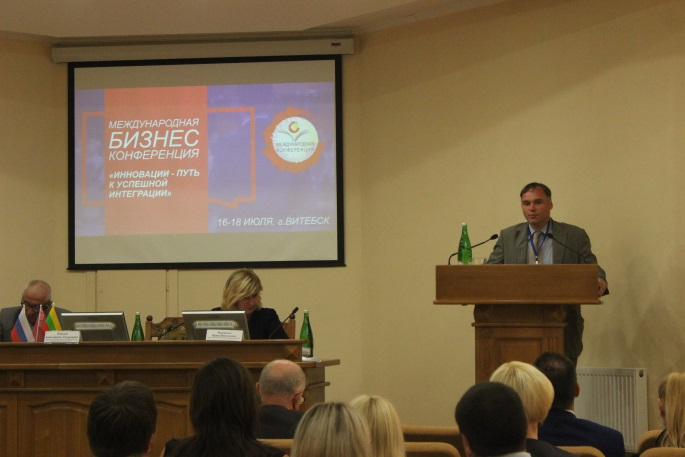 МЕЖДУНАРОДНАЯ
БИЗНЕС
КОНФЕРЕНЦИЯ
«ИННОВАЦИИ - ПУТЬ
К УСПЕШНОЙ
ИНТЕГРАЦИИ»
МЕЖДУНАРОДНАЯ
КОНФЕРЕНЦИЯ
16-18 ИЮЛЯ, г.ВИТЕБСК